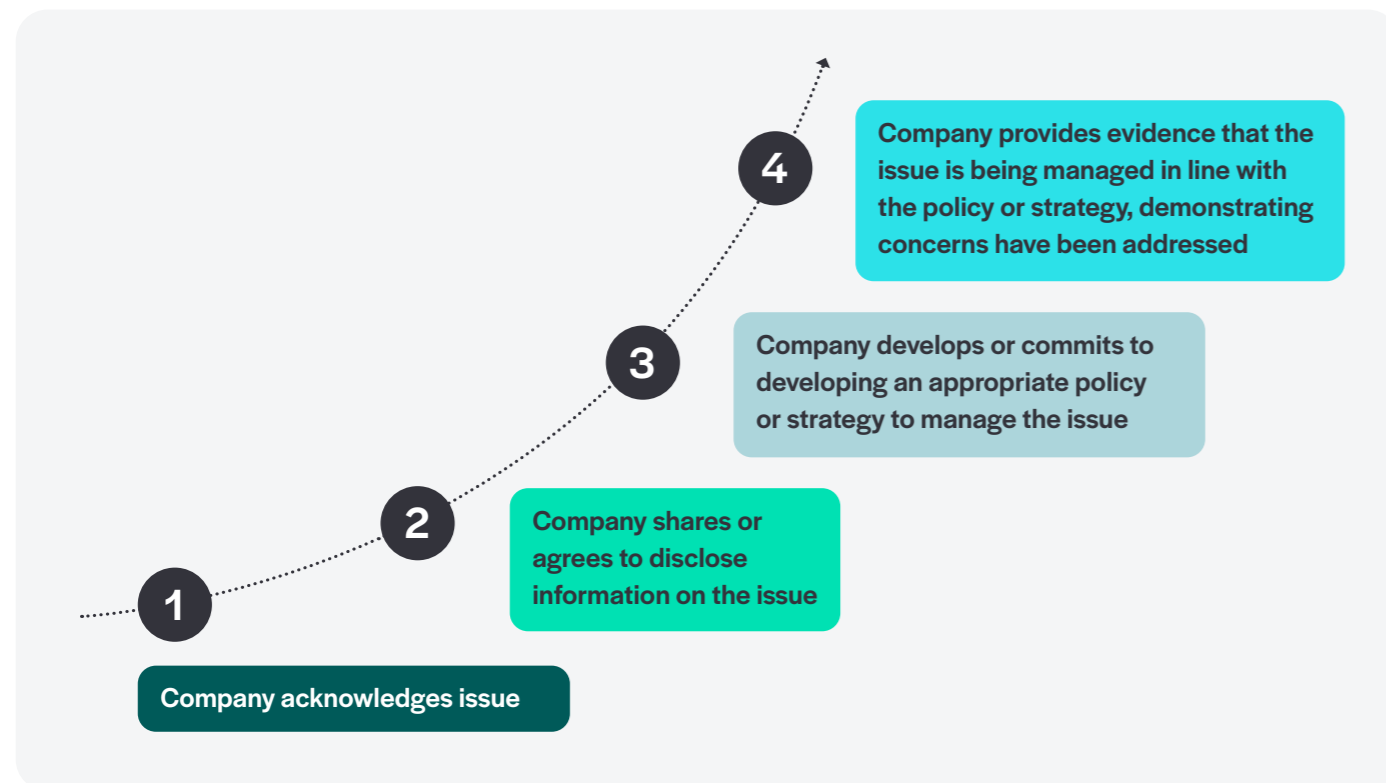 4
Company provides evidence that the
issue is being managed in line with
the policy or strategy, demonstrating
concerns have been addressed
3
Company develops or commits to
developing an appropriate policy
or strategy to manage the issue
2
Company shares or
agrees to disclose
information on the issue
1
Company acknowledges issue